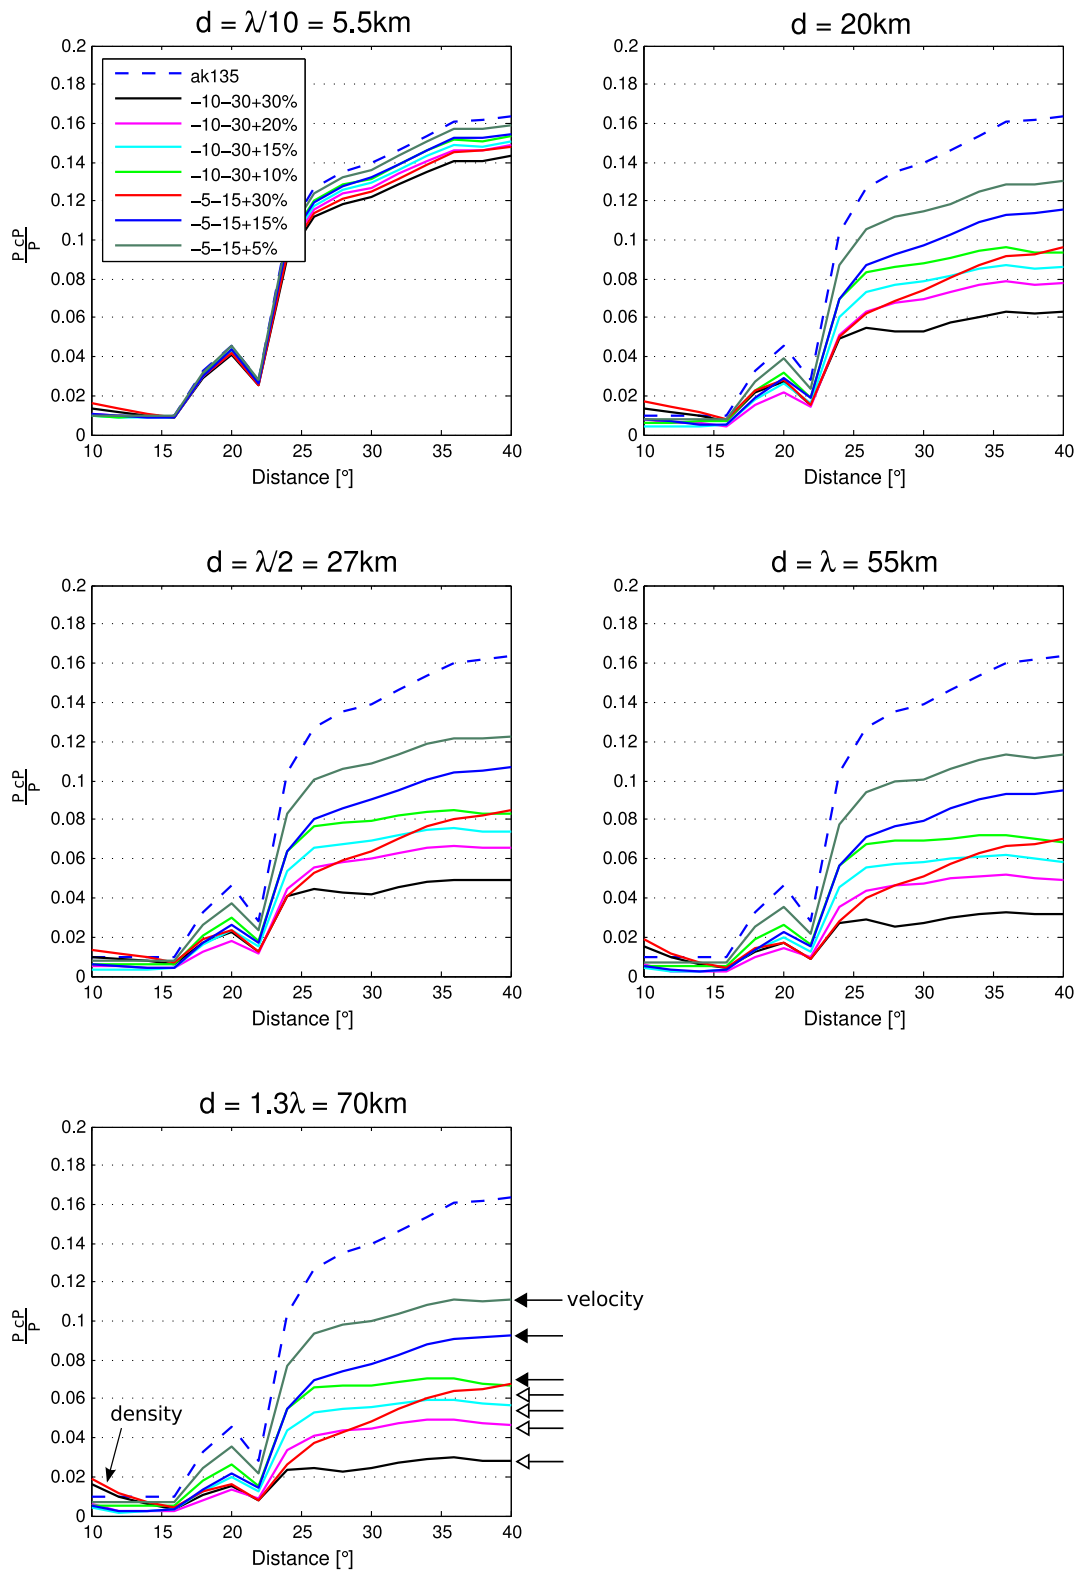 d = λ/10 = 5.5km
d = 20km
0.2
0.18
0.16
0.14
0.12
0.1
0.08
0.06
0.04
0.02
0
PcP
P
ak135
−10−30+30%
−10−30+20%
−10−30+15%
−10−30+10%
−5−15+30%
−5−15+15%
−5−15+5%
10 15 20 25 30 35 40
Distance [°]
0.2
0.18
0.16
0.14
0.12
0.1
0.08
0.06
0.04
0.02
0
10 15 20 25 30 35 40
Distance [°]
d = λ/2 = 27km
d = λ = 55km
0.2
0.18
0.16
0.14
0.12
0.1
0.08
0.06
0.04
0.02
0
PcP
P
10 15 20 25 30 35 40
Distance [°]
0.2
0.18
0.16
0.14
0.12
0.1
0.08
0.06
0.04
0.02
0
10 15 20 25 30 35 40
Distance [°]
d = 1.3λ = 70km
0.2
0.18
0.16
0.14
0.12
0.1
0.08
0.06
0.04
0.02
0
PcP
P
velocity
density
10 15 20 25 30 35 40
Distance [°]